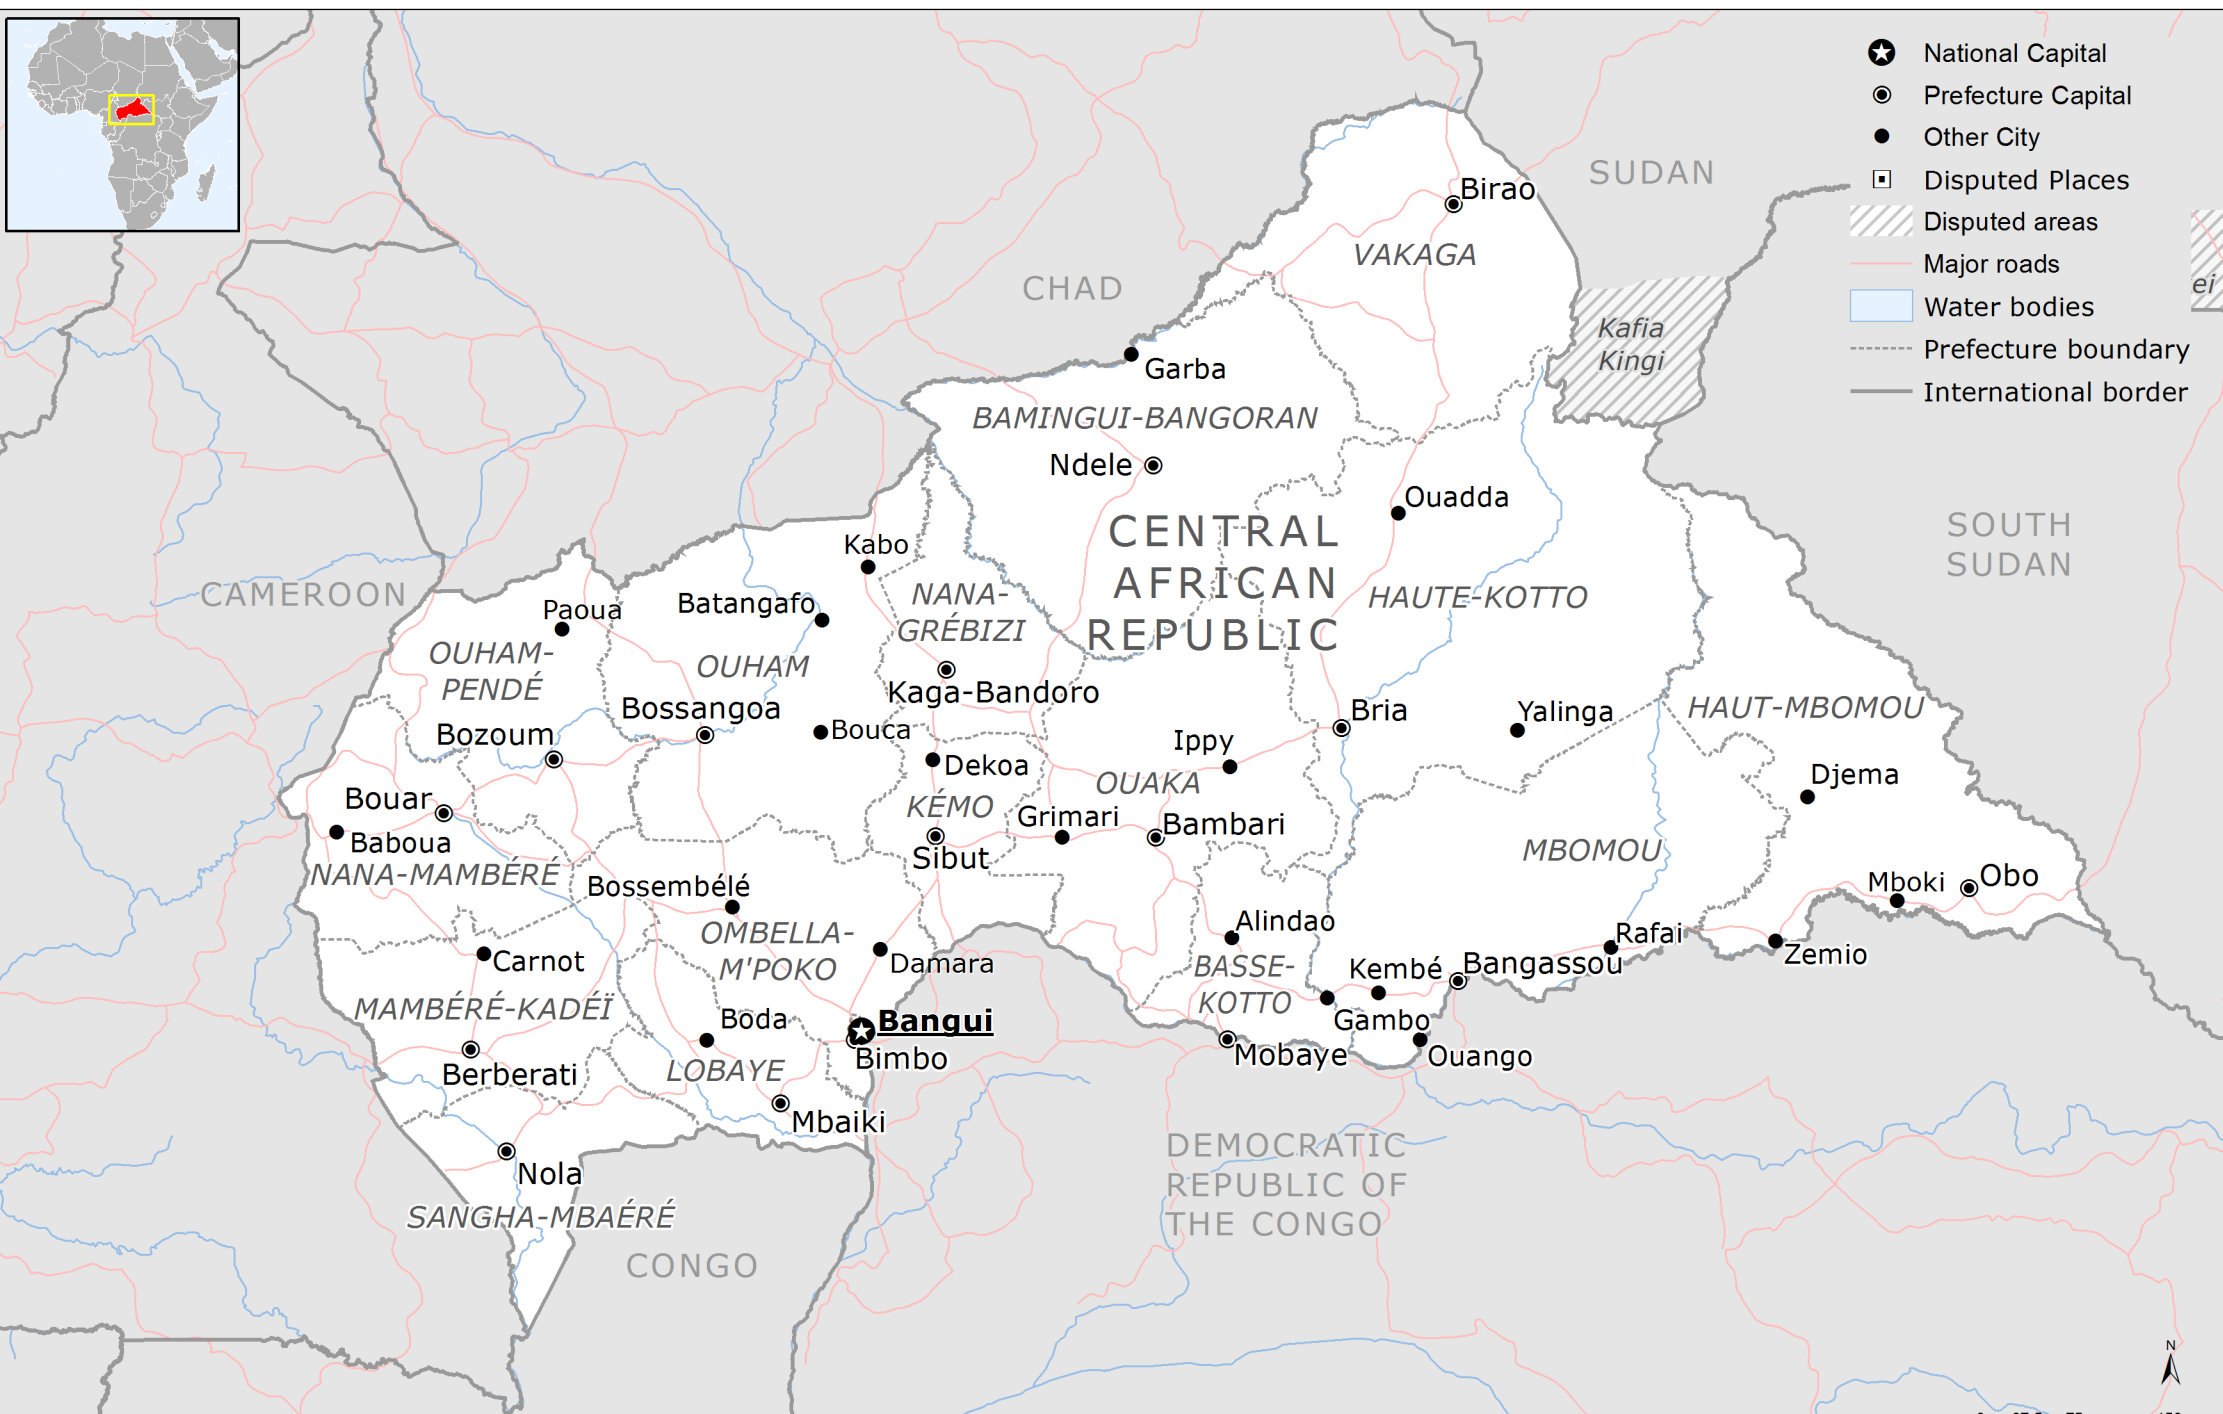 National Capital
Prefecture Capital
Other City
Disputed Places
Disputed areas
Major roads
Water bodies
Prefecture boundary
International border
SUDAN
Birao
VAKAGA
CHAD
ei
Kafia
Kingi
Garba
BAMINGUI-BANGORAN
Ndele
Ouadda
CENTRAL
AFRICAN
REPUBLIC
SOUTH
SUDAN
Kabo
CAMEROON
NANA-
GRÉBIZI
HAUTE-KOTTO
Paoua
Batangafo
OUHAM-
PENDÉ
OUHAM
Kaga-Bandoro
Bossangoa
Bouca
Bozoum
Bria
Yalinga
HAUT-MBOMOU
Ippy
Dekoa
OUAKA
Djema
Bouar
Baboua
KÉMO
Grimari
Bambari
Sibut
MBOMOU
NANA-MAMBÉRÉ
Bossembélé
Mboki
Obo
Alindao
OMBELLA-
M'POKO
Damara
Rafai
Zemio
Carnot
BASSE-
KOTTO
Kembé
Bangassou
MAMBÉRÉ-KADÉÏ
Boda
Bangui
Bimbo
Gambo
Ouango
Mobaye
Berberati
LOBAYE
Mbaiki
Nola
SANGHA-MBAÉRÉ
DEMOCRATIC
REPUBLIC OF
THE CONGO
CONGO
N